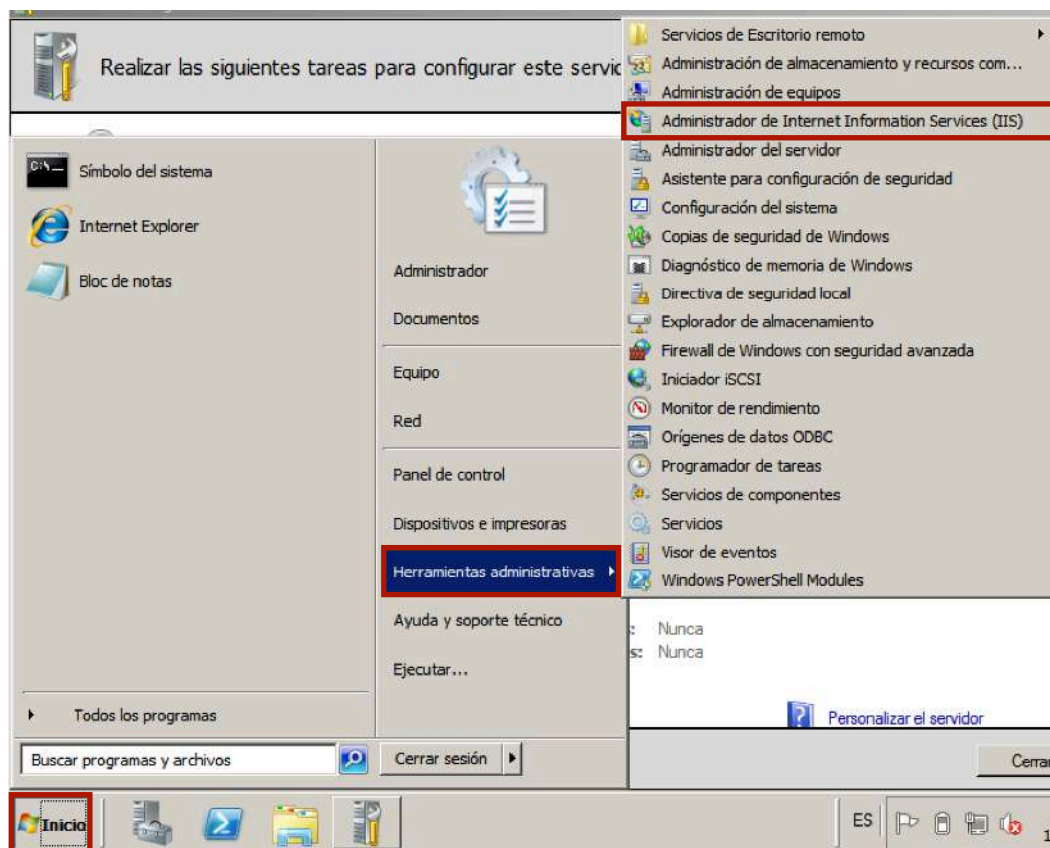 Realizar las siguientes tareas para configurar este servic
Símbolo del sistema
Internet Explorer
Bloc de notas
Todos los programas
Buscar programas y archivos
Administrador
Documentos
Equipo
Red
Panel de control
Dispositivos e impresoras
Herramientas administrativas
Ayuda y soporte técnico
Ejecutar...
Cerrar sesión
Servicios de Escritorio remoto
Administración de almacenamiento y recursos com...
Administración de equipos
Administrador de Internet Information Services (IIS)
Administrador del servidor
Asistente para configuración de seguridad
Configuración del sistema
Copias de seguridad de Windows
Diagnóstico de memoria de Windows
Directiva de seguridad local
Explorador de almacenamiento
Firewall de Windows con seguridad avanzada
Iniciador iSCSI
Monitor de rendimiento
Orígenes de datos ODBC
Programador de tareas
Servicios de componentes
Servicios
Visor de eventos
Windows PowerShell Modules
: Nunca
s: Nunca
Personalizar el servidor
Cerrar
Inicio
ES
1